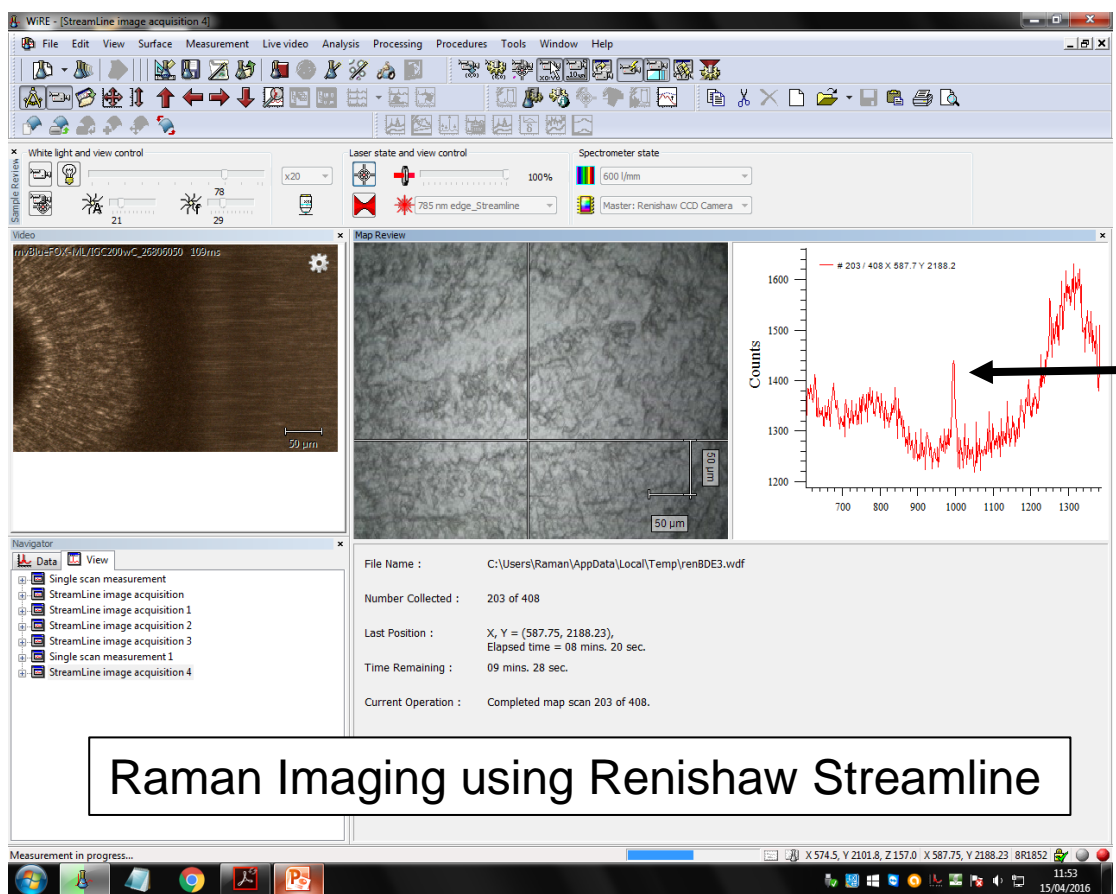 WiRE - [StreamLine image acquisition 4]
File Edit View Surface Measurement Live video Analysis Processing Procedures Tools Window Help
Sample Review
White light and view control
x20
78
21
29
Laser state and view control
100%
785 nm edge_Streamline
Spectrometer state
600 l/mm
Master: Renishaw CCD Camera
Video
mvBlueFOX-ML/IGC200wC_26806050 109ms
50 µm
Map Review
50 µm
50 µm
# 203 / 408 X 587.7 Y 2188.2
Counts
1600
1500
1400
1300
1200
700 800 900 1000 1100 1200 1300
Navigator
Data View
Single scan measurement
StreamLine image acquisition
StreamLine image acquisition 1
StreamLine image acquisition 2
StreamLine image acquisition 3
Single scan measurement 1
StreamLine image acquisition 4
File Name : C:\Users\Raman\AppData\Local\Temp\renBDE3.wdf
Number Collected : 203 of 408
Last Position : X, Y = (587.75, 2188.23),
Elapsed time = 08 mins. 20 sec.
Time Remaining : 09 mins. 28 sec.
Current Operation : Completed map scan 203 of 408.
Raman Imaging using Renishaw Streamline
Measurement in progress...
X 574.5, Y 2101.8, Z 157.0 X 587.75, Y 2188.23 8R1852
11:53
15/04/2016